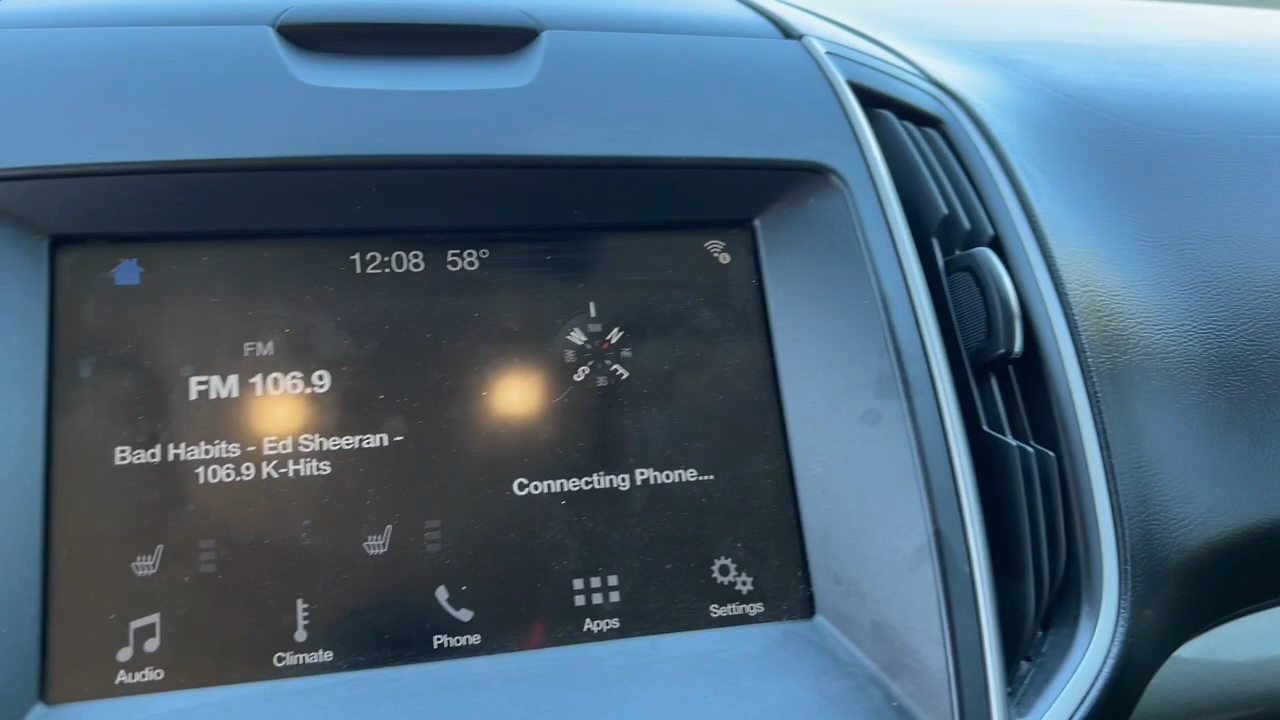 12:08 58°
FM
FM 106.9
Bad Habits - Ed Sheeran -
106.9 K-Hits
N
E
S
W
Connecting Phone...
Audio
Climate
Phone
Apps
Settings